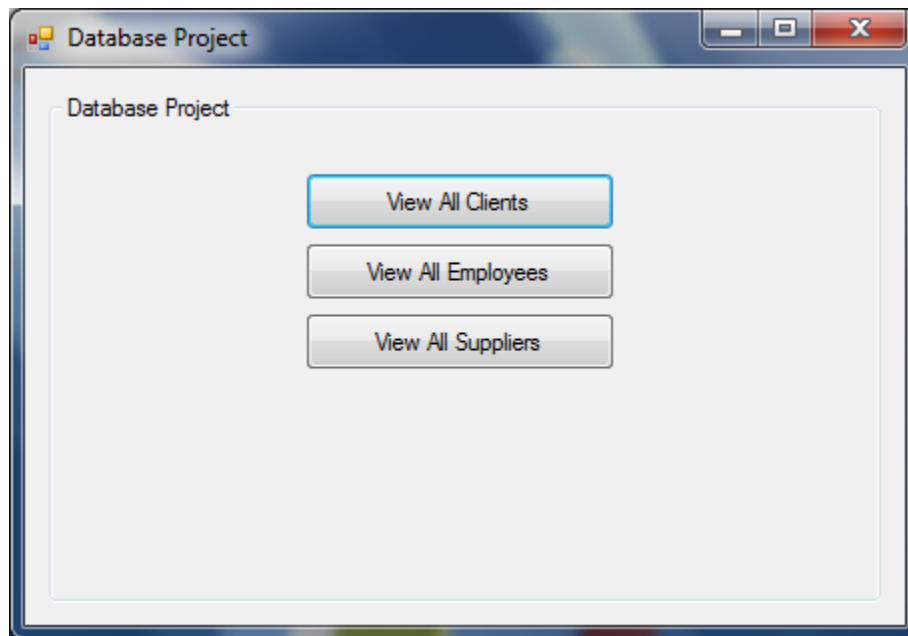 Database Project
Database Project
View All Clients
View All Employees
View All Suppliers